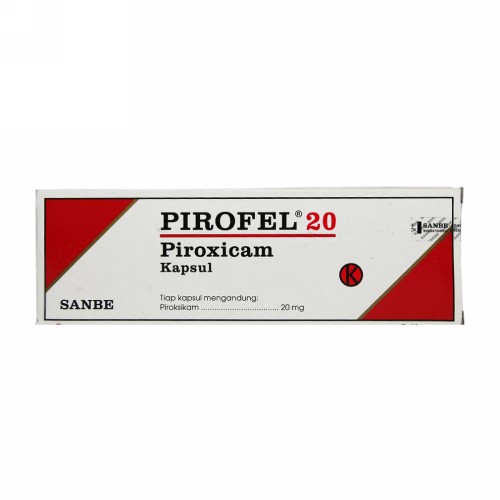 PIROFEL® 20
Piroxicam
Kapsul
SANBE
Tiap kapsul mengandung:
Piroksikam .................................. 20 mg
K
SANBE